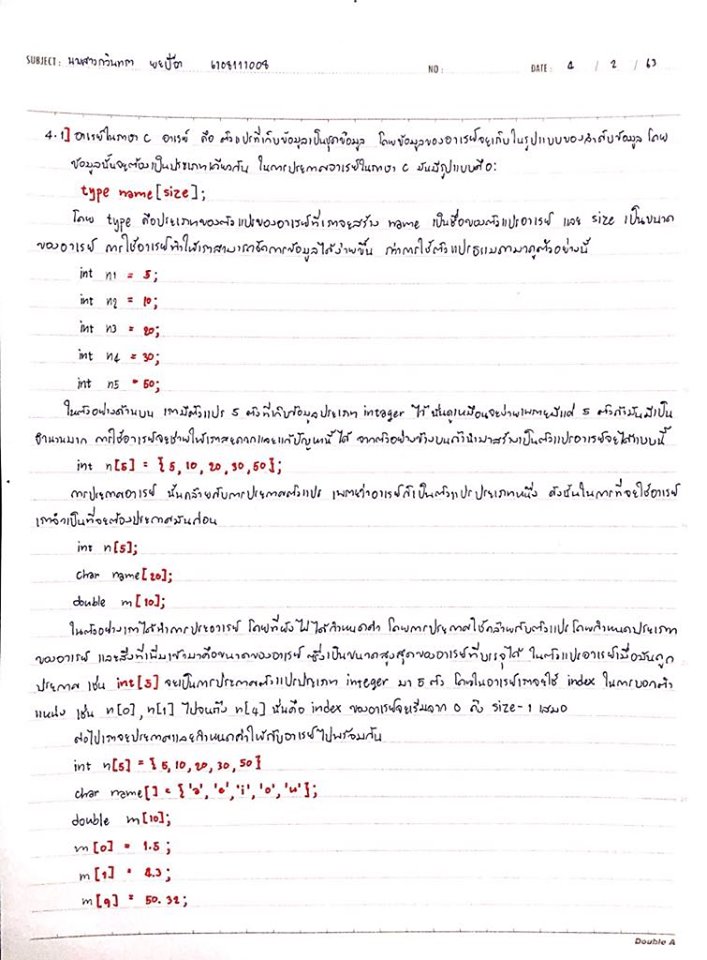 SUBJECT: นางสาวกวินทรา พยปัถา 6108111008 NO: DATE: 4 / 2 / 63
4.1] อาเรย์ในภาษา C อาเรย์ คือ ตัวแปรที่เก็บข้อมูลเป็นชุดข้อมูล โดยข้อมูลของอาเรย์จะเก็บในรูปแบบของลำดับข้อมูล โดย
ข้อมูลนั้นจะต้องเป็นประเภทเดียวกัน ในการประกาศอาเรย์ในภาษา C มันมีรูปแบบคือ:
type name[size];
โดย type คือประเภทของตัวแปรของอาเรย์ที่เราจะสร้าง name เป็นชื่อของตัวแปรอาเรย์ และ size เป็นขนาด
ของอาเรย์ การใช้อาเรย์ทำให้เราสามารถจัดการข้อมูลได้ง่ายขึ้น กว่าการใช้ตัวแปรธรรมดามาดูตัวอย่างนี้
int n1 = 5;
int n2 = 10;
int n3 = 20;
int n4 = 30;
int n5 = 50;
ในตัวอย่างด้านบน เรามีตัวแปร 5 ตัวที่เก็บข้อมูลประเภท integer ไว้ นั่นดูเหมือนจะง่ายเพราะมีแค่ 5 ตัวถ้ามันมีเป็น
จำนวนมาก การใช้อาเรย์จะช่วยให้เราสะดวกและแก้ปัญหานี้ได้ จากตัวอย่างข้างบนถ้านำมาสร้างเป็นตัวแปรอาเรย์จะได้แบบนี้
int n[5] = {5, 10, 20, 30, 50};
การประกาศอาเรย์ นั้นคล้ายกับการประกาศตัวแปร เพราะว่าอาเรย์ก็เป็นตัวแปรประเภทหนึ่ง ดังนั้นในการที่จะใช้อาเรย์
เราจำเป็นที่จะต้องประกาศมันก่อน
int n[5];
char name[20];
double m[10];
ในตัวอย่างเราได้ทำการประอาเรย์ โดยที่ยังไม่ได้กำหนดค่า โดยการประกาศใช้คล้ายกับตัวแปร โดยกำหนดประเภท
ของอาเรย์ และสิ่งที่เพิ่มเข้ามาคือขนาดของอาเรย์ ซึ่งเป็นขนาดสูงสุดของอาเรย์ที่บรรจุได้ ในตัวแปรอาเรย์เมื่อมันถูก
ประกาศ เช่น int[5] จะเป็นการประกาศตัวแปรประเภท integer มา 5 ตัว โดยในอาเรย์เราจะใช้ index ในการบอกตำ
แหน่ง เช่น n[0], n[1] ไปจนถึง n[4] นั่นคือ index ของอาเรย์จะเริ่มจาก 0 ถึง size-1 เสมอ
ต่อไปเราจะประกาศและกำหนดค่าให้กับอาเรย์ไปพร้อมกัน
int n[5] = {5, 10, 20, 30, 50}
char name[] = {'a', 'e', 'i', 'o', 'u'};
double m[10];
m[0] = 1.5;
m[1] = 4.3;
m[9] = 50.32;
Double A